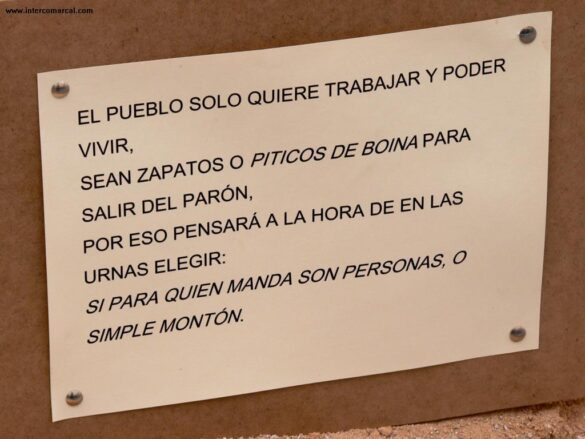 www.intercomarcal.com
EL PUEBLO SOLO QUIERE TRABAJAR Y PODER
VIVIR,
SEAN ZAPATOS O PITICOS DE BOINA PARA
SALIR DEL PARÓN,
POR ESO PENSARÁ A LA HORA DE EN LAS
URNAS ELEGIR:
SI PARA QUIEN MANDA SON PERSONAS, O
SIMPLE MONTÓN.